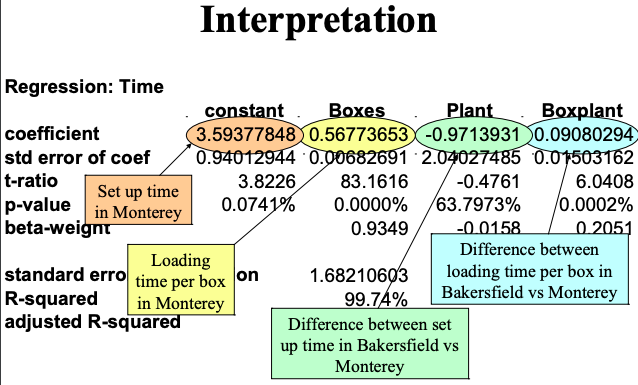 Interpretation
Regression: Time
constant Boxes Plant Boxplant
coefficient 3.59377848 0.56773653 -0.9713931 0.09080294
std error of coef 0.94012944 0.00682691 2.04027485 0.01503162
t-ratio 3.8226 83.1616 -0.4761 6.0408
p-value 0.0741% 0.0000% 63.7973% 0.0002%
beta-weight 0.9349 -0.0158 0.2051
Set up time
in Monterey
Loading
time per box
in Monterey
Difference between
loading time per box in
Bakersfield vs Monterey
standard erro on 1.68210603
R-squared 99.74%
adjusted R-squared
Difference between set
up time in Bakersfield vs
Monterey